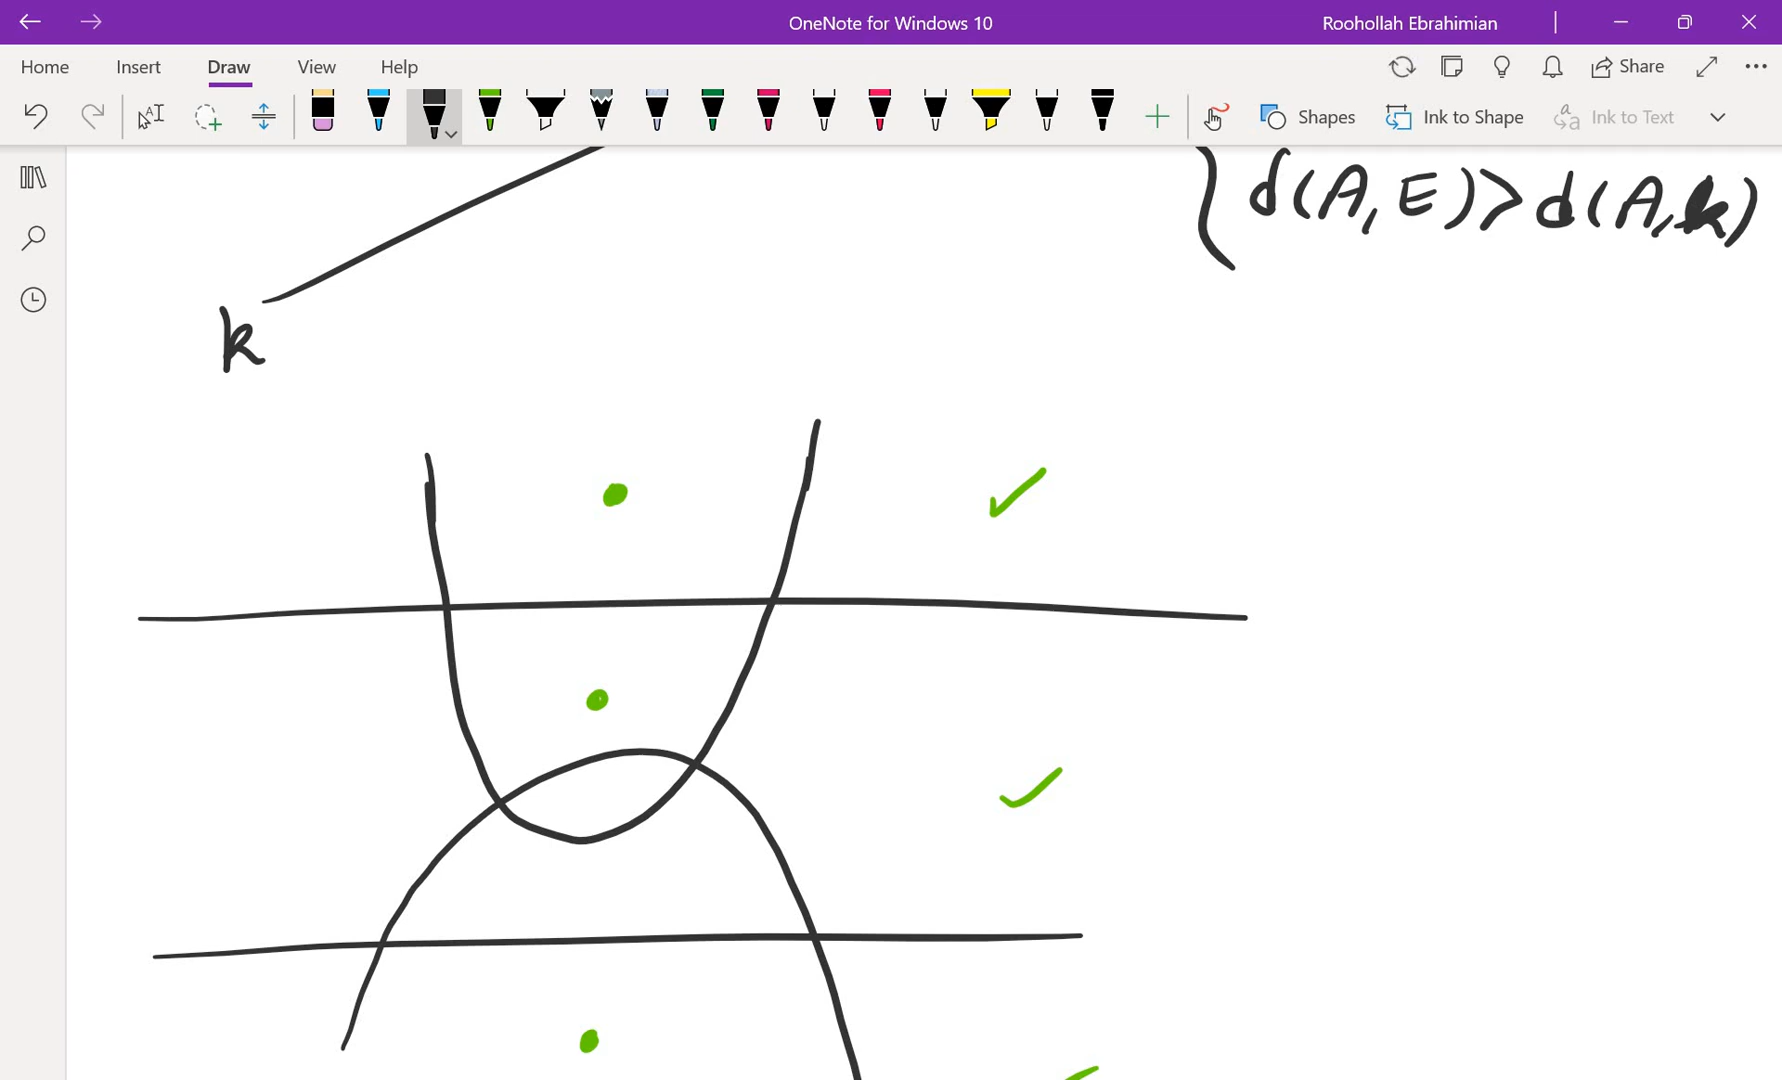 OneNote for Windows 10
Roohollah Ebrahimian
Home Insert Draw View Help
Share
Shapes
Ink to Shape
Ink to Text
d(A,E)>d(A,k)
k